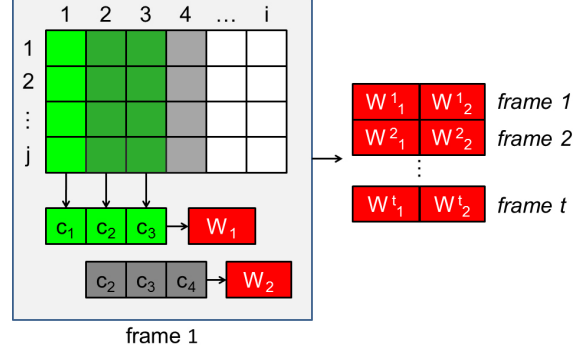 1 2 3 4 ... i
1
2
⋮
j
c₁ c₂ c₃ W₁
c₂ c₃ c₄ W₂
frame 1
W¹₁ W¹₂ frame 1
W²₁ W²₂ frame 2
⋮
Wᵗ₁ Wᵗ₂ frame t